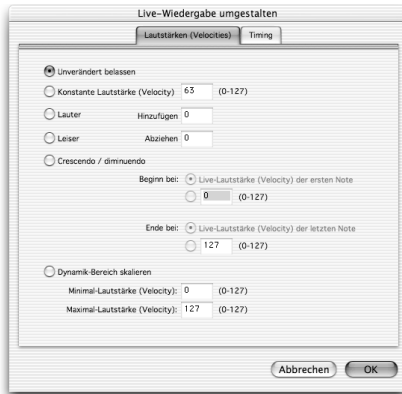 Live-Wiedergabe umgestalten
Lautstärken (Velocities) Timing
Unverändert belassen
Konstante Lautstärke (Velocity) 63 (0-127)
Lauter Hinzufügen 0
Leiser Abziehen 0
Crescendo / diminuendo
Beginn bei: Live-Lautstärke (Velocity) der ersten Note
0 (0-127)
Ende bei: Live-Lautstärke (Velocity) der letzten Note
127 (0-127)
Dynamik-Bereich skalieren
Minimal-Lautstärke (Velocity): 0 (0-127)
Maximal-Lautstärke (Velocity): 127 (0-127)
Abbrechen OK